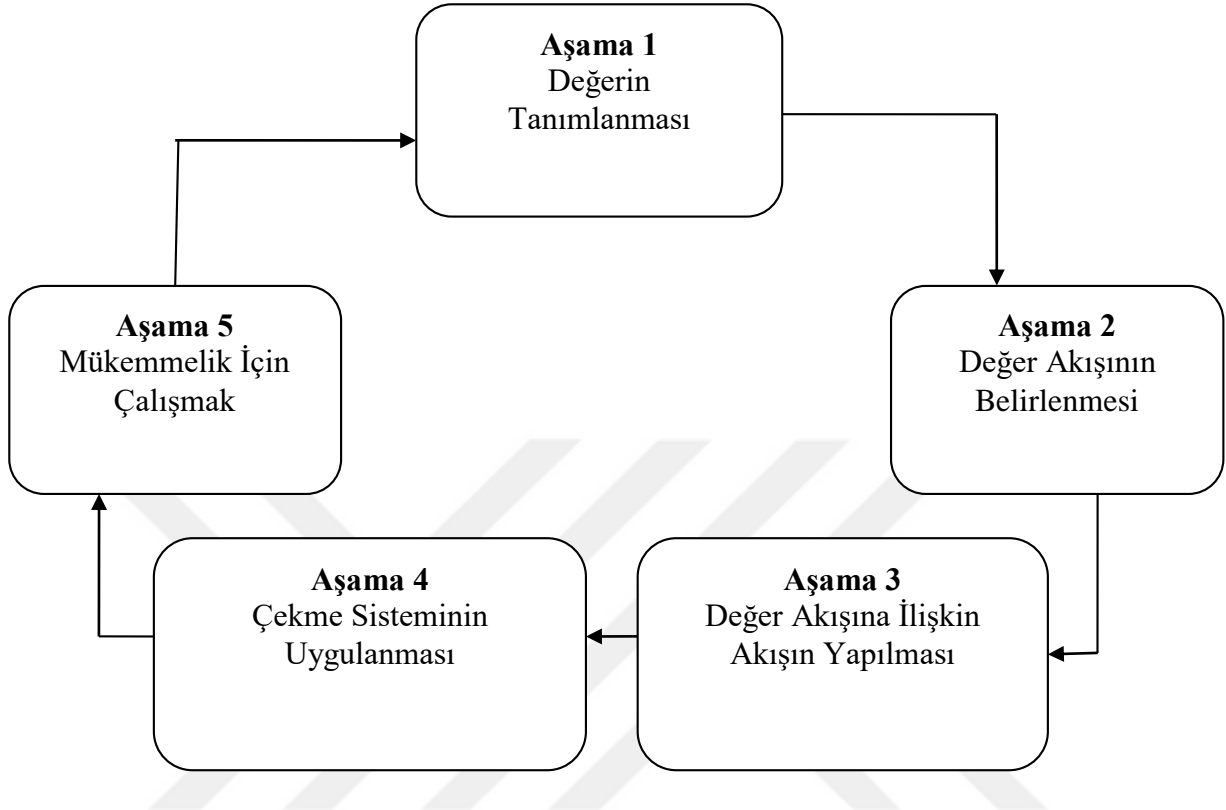 Aşama 1
Değerin
Tanımlanması
Aşama 5
Mükemmelik İçin
Çalışmak
Aşama 2
Değer Akışının
Belirlenmesi
Aşama 4
Çekme Sisteminin
Uygulanması
Aşama 3
Değer Akışına İlişkin
Akışın Yapılması